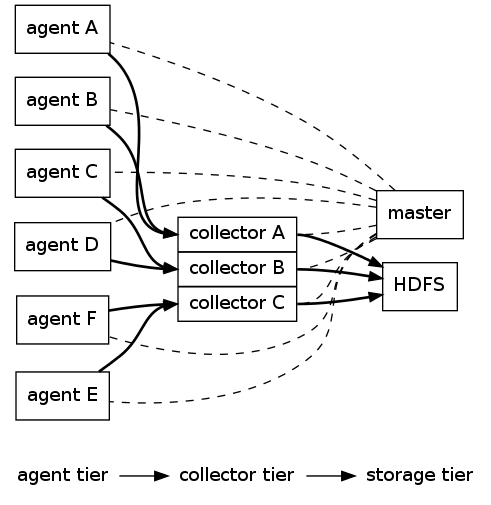 agent A
agent B
agent C
agent D
agent F
agent E
collector A
collector B
collector C
master
HDFS
agent tier
collector tier
storage tier